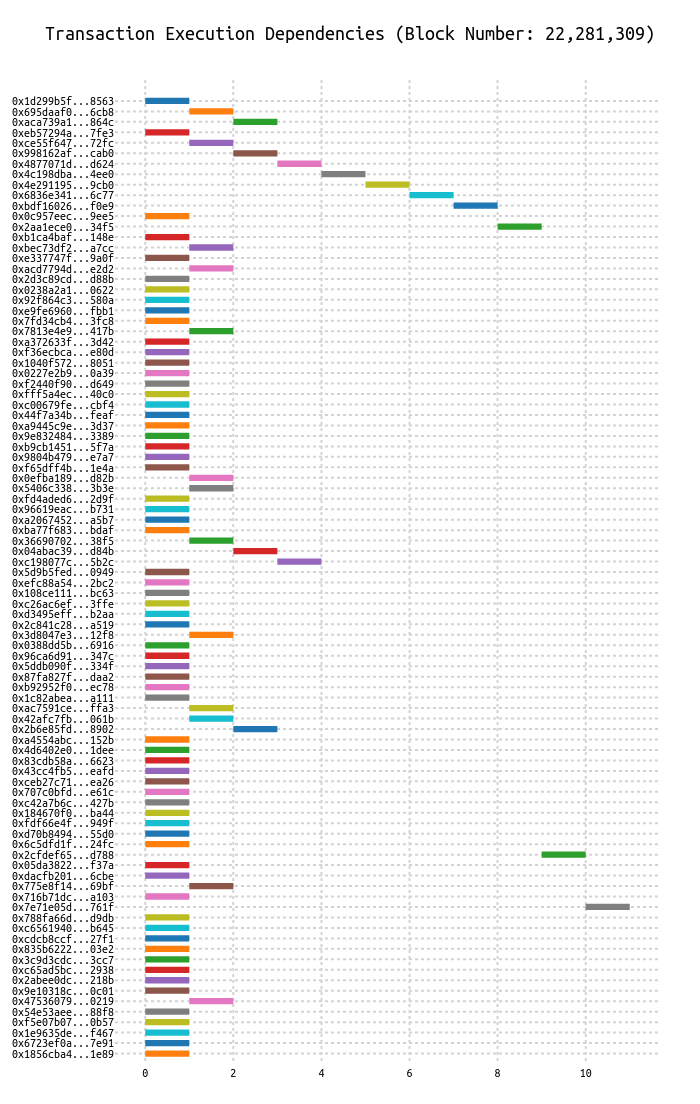 Transaction Execution Dependencies (Block Number: 22,281,309)
0x1d299b5f...8563
0x695daaf0...6cb8
0xaca739a1...864c
0xeb57294a...7fe3
0xce55f647...72fc
0x998162af...cab0
0x4877071d...d624
0x4c198dba...4ee0
0x4e291195...9cb0
0x6836e341...6c77
0xbdf16026...f0e9
0x0c957eec...9ee5
0x2aa1ece0...34f5
0xb1ca4baf...148e
0xbec73df2...a7cc
0xe337747f...9a0f
0xacd7794d...e2d2
0x2d3c89cd...d88b
0x0238a2a1...0622
0x92f864c3...580a
0xe9fe6960...fbb1
0x7fd34cb4...3fc8
0x7813e4e9...417b
0xa372633f...3d42
0xf36ecbca...e80d
0x1040f572...8051
0x0227e2b9...0a39
0xf2440f90...d649
0xfff5a4ec...40c0
0xc00679fe...cbf4
0x44f7a34b...feaf
0xa9445c9e...3d37
0x9e832484...3389
0xb9cb1451...5f7a
0x9804b479...e7a7
0xf65dff4b...1e4a
0x0efba189...d82b
0x5406c338...3b3e
0xfd4aded6...2d9f
0x96619eac...b731
0xa2067452...a5b7
0xba77f683...bdaf
0x36690702...38f5
0x04abac39...d84b
0xc198077c...5b2c
0x5d9b5fed...0949
0xefc88a54...2bc2
0x108ce111...bc63
0xc26ac6ef...3ffe
0xd3495eff...b2aa
0x2c841c28...a519
0x3d8047e3...12f8
0x0388dd5b...6916
0x96ca6d91...347c
0x5ddb090f...334f
0x87fa827f...daa2
0xb92952f0...ec78
0x1c82abea...a111
0xac7591ce...ffa3
0x42afc7fb...061b
0x2b6e85fd...8902
0xa4554abc...152b
0x4d6402e0...1dee
0x83cdb58a...6623
0x43cc4fb5...eafd
0xceb27c71...ea26
0x707c0bfd...e61c
0xc42a7b6c...427b
0x184670f0...ba44
0xfdf66e4f...949f
0xd70b8494...55d0
0x6c5dfd1f...24fc
0x2cfdef65...d788
0x05da3822...f37a
0xdacfb201...6cbe
0x775e8f14...69bf
0x716b71dc...a103
0x7e71e05d...761f
0x788fa66d...d9db
0xc6561940...b645
0xcdcb8ccf...27f1
0x835b6222...03e2
0x3c9d3cdc...3cc7
0xc65ad5bc...2938
0x2abee0dc...218b
0x9e10318c...0c01
0x47536079...0219
0x54e53aee...88f8
0xf5e07b07...0b57
0x1e9635de...f467
0x6723ef0a...7e91
0x1856cba4...1e89
0 2 4 6 8 10